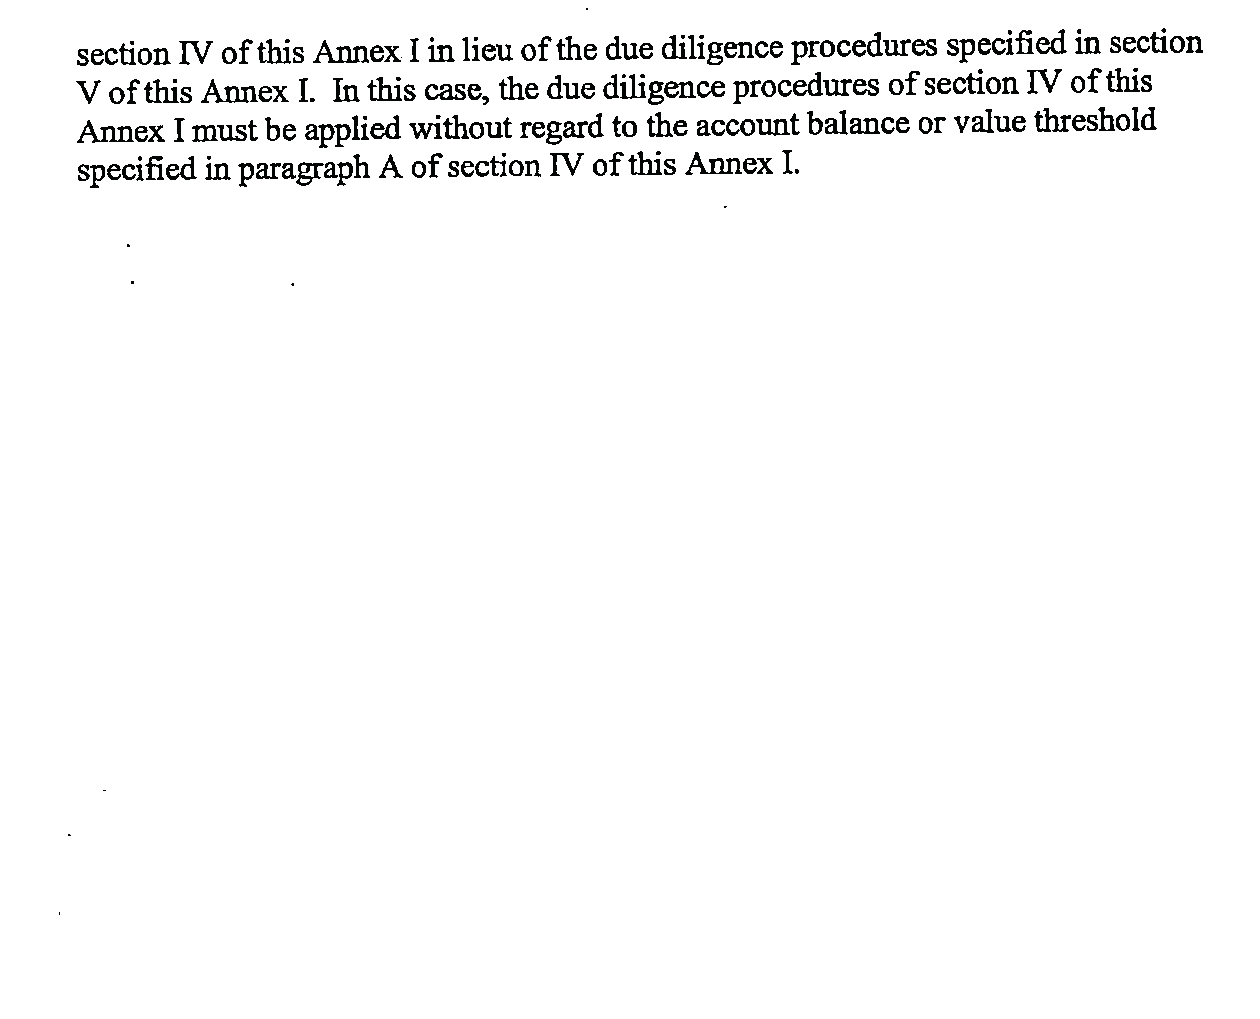 section IV of this Annex I in lieu of the due diligence procedures specified in section
V of this Annex I.  In this case, the due diligence procedures of section IV of this
Annex I must be applied without regard to the account balance or value threshold
specified in paragraph A of section IV of this Annex I.